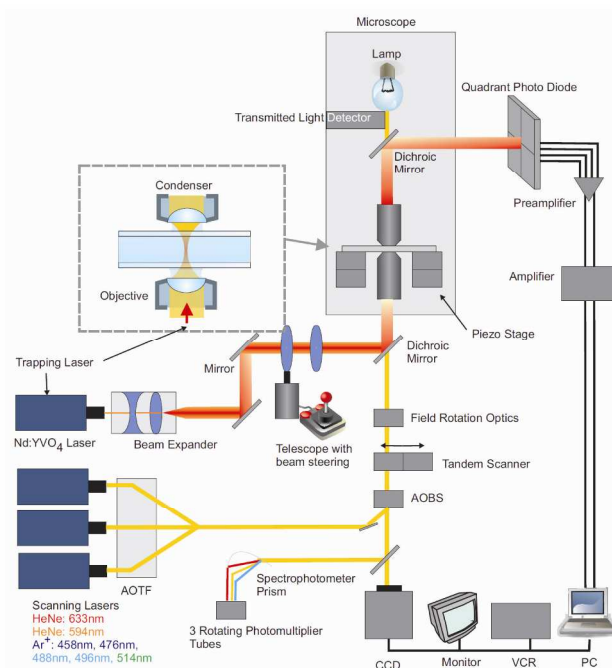 Microscope
Lamp
Quadrant Photo Diode
Transmitted Light Detector
Dichroic
Mirror
Condenser
Preamplifier
Objective
Amplifier
Piezo Stage
Trapping Laser
Mirror
Dichroic
Mirror
Nd:YVO4 Laser
Beam Expander
Telescope with
beam steering
Field Rotation Optics
Tandem Scanner
AOBS
AOTF
Spectrophotometer
Prism
Scanning Lasers
HeNe: 633nm
HeNe: 594nm
Ar+: 458nm, 476nm,
488nm, 496nm, 514nm
3 Rotating Photomultiplier
Tubes
CCD
Monitor
VCR
PC